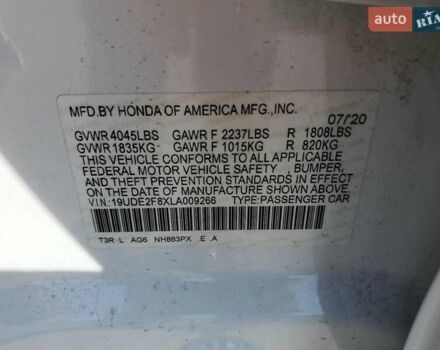 AUTO RIA
MFD.BY HONDA OF AMERICA MFG.,INC.
07/'20
GVWR 4045LBS GAWR F 2237LBS R 1808LBS
GVWR 1835KG GAWR F 1015KG R 820KG
THIS VEHICLE CONFORMS TO ALL APPLICABLE
FEDERAL MOTOR VEHICLE SAFETY , BUMPER,
AND THEFT PREVENTION STANDARDS IN EFFECT
ON THE DATE OF MANUFACTURE SHOWN ABOVE.
V.I.N: 19UDE2F8XLA009266 TYPE:PASSENGER CAR
T3R L AG6 NH883PX E A